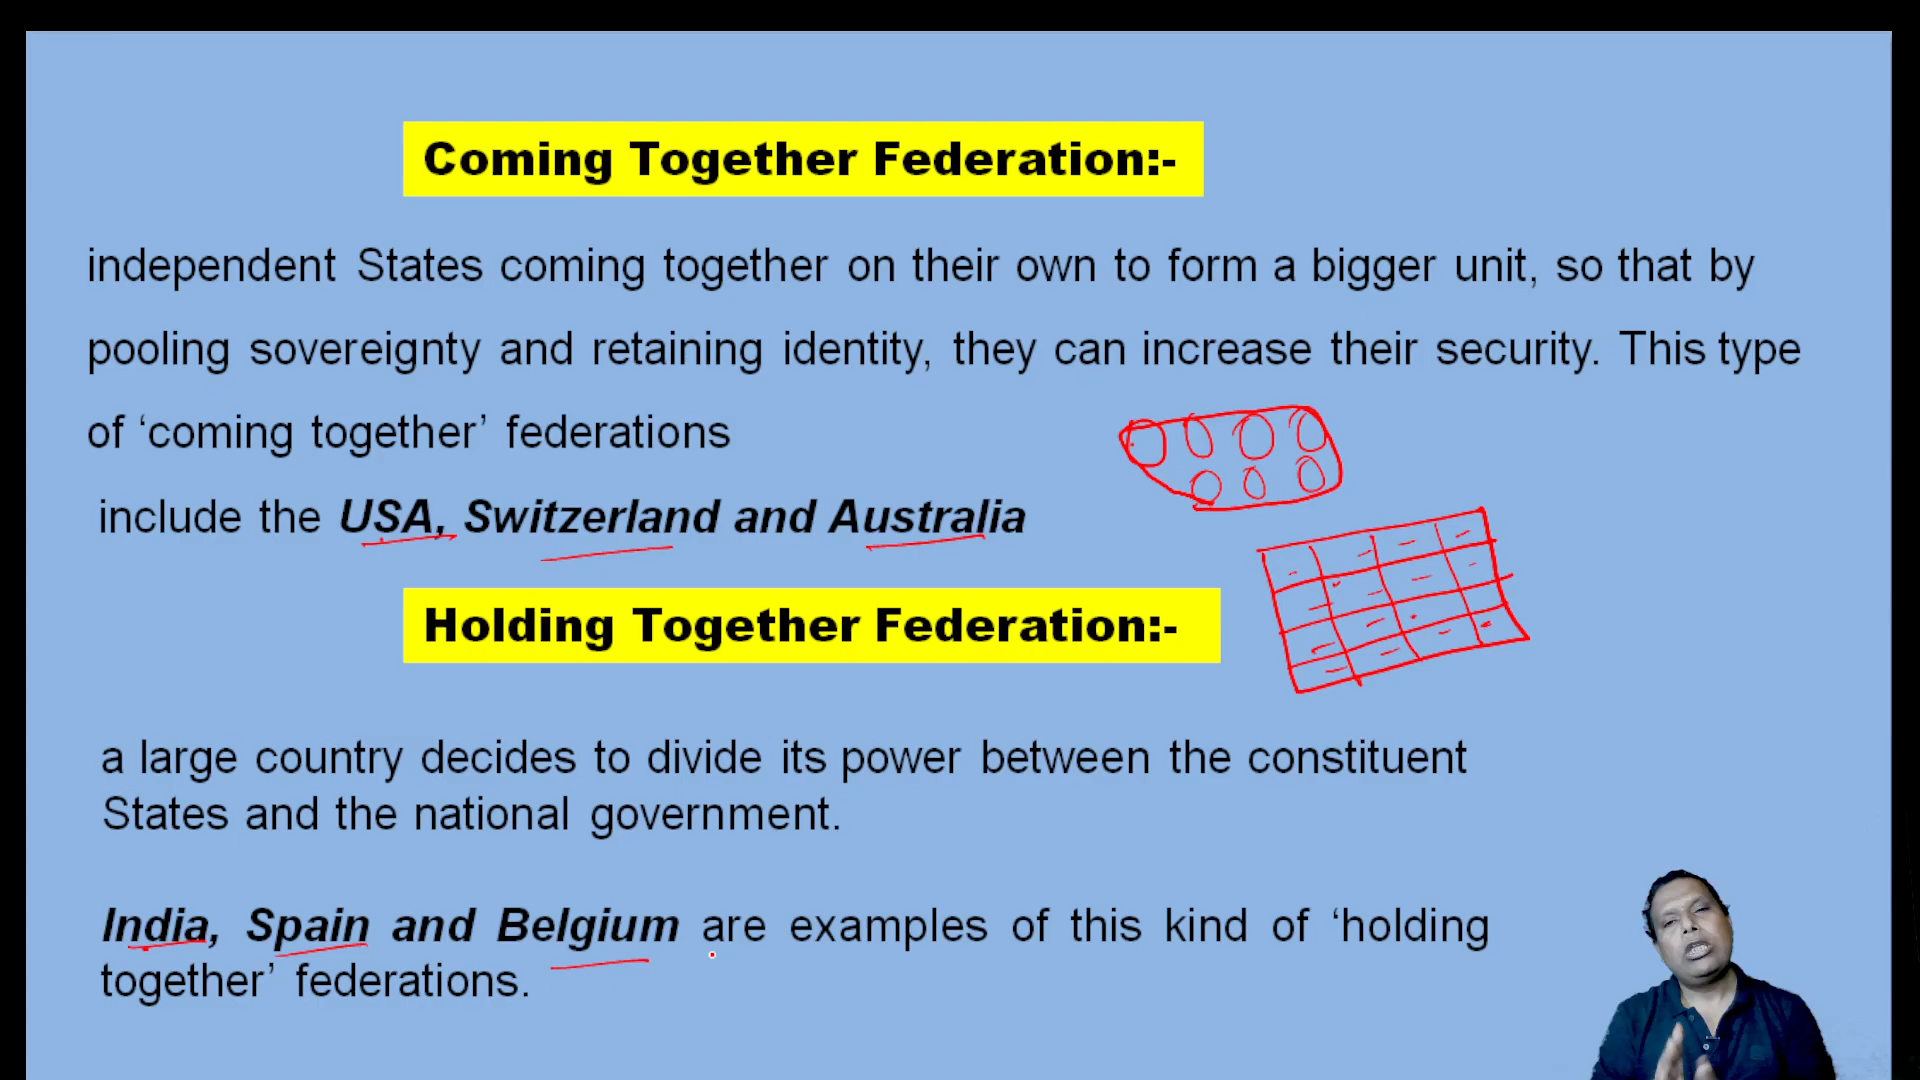 Coming Together Federation:-
independent States coming together on their own to form a bigger unit, so that by
pooling sovereignty and retaining identity, they can increase their security. This type
of ‘coming together’ federations
include the USA, Switzerland and Australia
Holding Together Federation:-
a large country decides to divide its power between the constituent
States and the national government.
India, Spain and Belgium are examples of this kind of ‘holding
together’ federations.